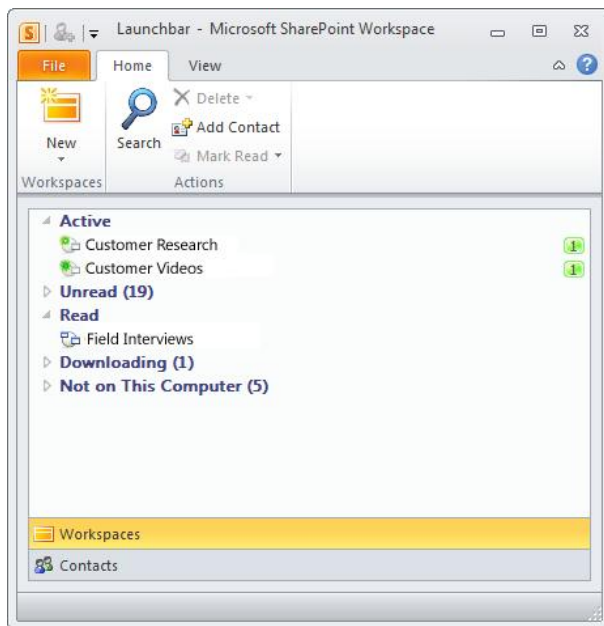 Launchbar - Microsoft SharePoint Workspace
File Home View
New
Search
Delete
Add Contact
Mark Read
Workspaces
Actions
Active
Customer Research 1
Customer Videos 1
Unread (19)
Read
Field Interviews
Downloading (1)
Not on This Computer (5)
Workspaces
Contacts